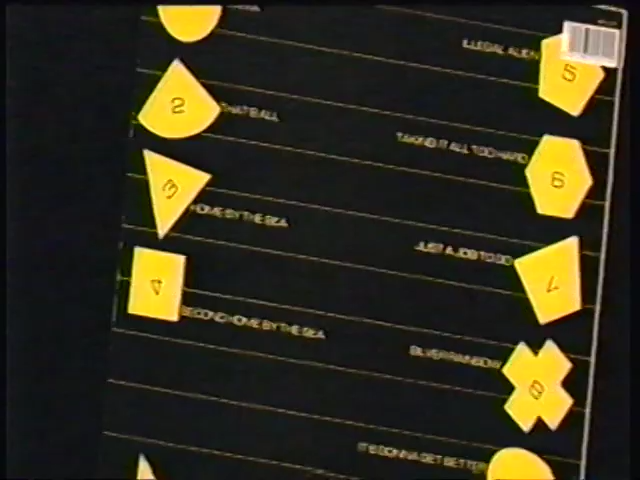 2
THAT'S ALL
3
HOME BY THE SEA
4
SECOND HOME BY THE SEA
ILLEGAL ALIEN
5
TAKING IT ALL TOO HARD
6
JUST A JOB TO DO
7
SILVER RAINBOW
8
IT'S GONNA GET BETTER